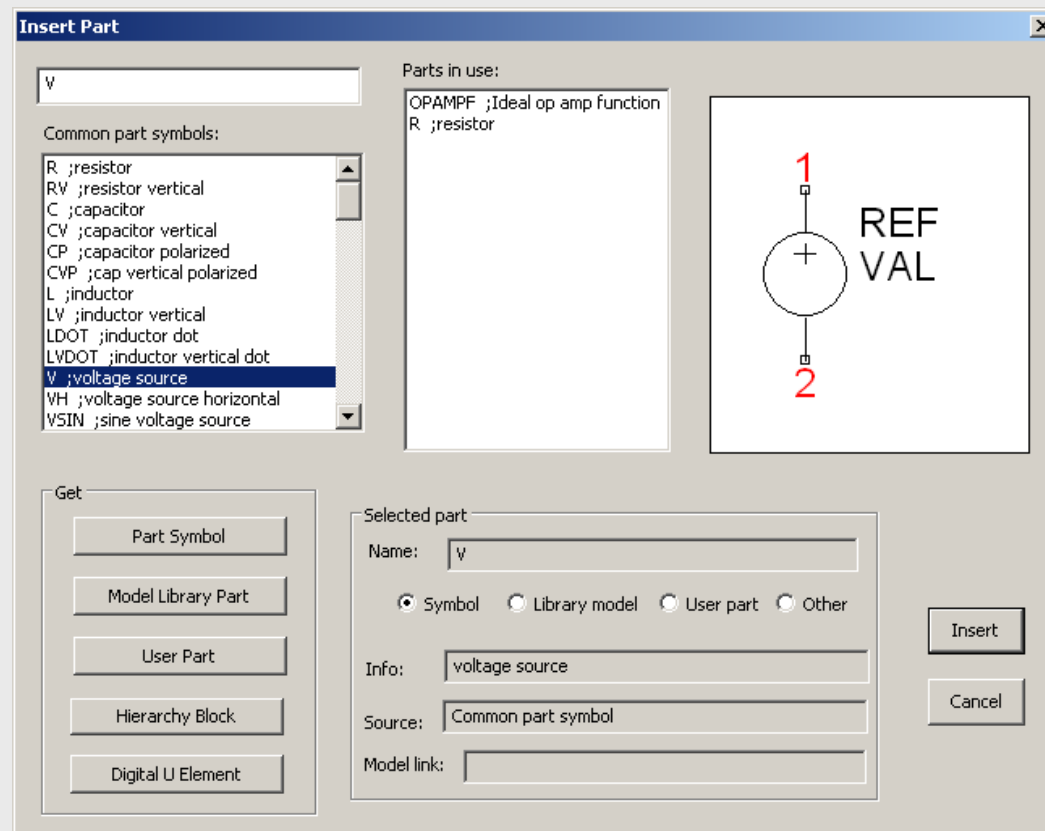 Insert Part
V
Common part symbols:
R ;resistor
RV ;resistor vertical
C ;capacitor
CV ;capacitor vertical
CP ;capacitor polarized
CVP ;cap vertical polarized
L ;inductor
LV ;inductor vertical
LDOT ;inductor dot
LVDOT ;inductor vertical dot
V ;voltage source
VH ;voltage source horizontal
VSIN ;sine voltage source
Parts in use:
OPAMPF ;Ideal op amp function
R ;resistor
1
REF
VAL
2
Get
Part Symbol
Model Library Part
User Part
Hierarchy Block
Digital U Element
Selected part
Name: V
Symbol Library model User part Other
Info: voltage source
Source: Common part symbol
Model link:
Insert
Cancel